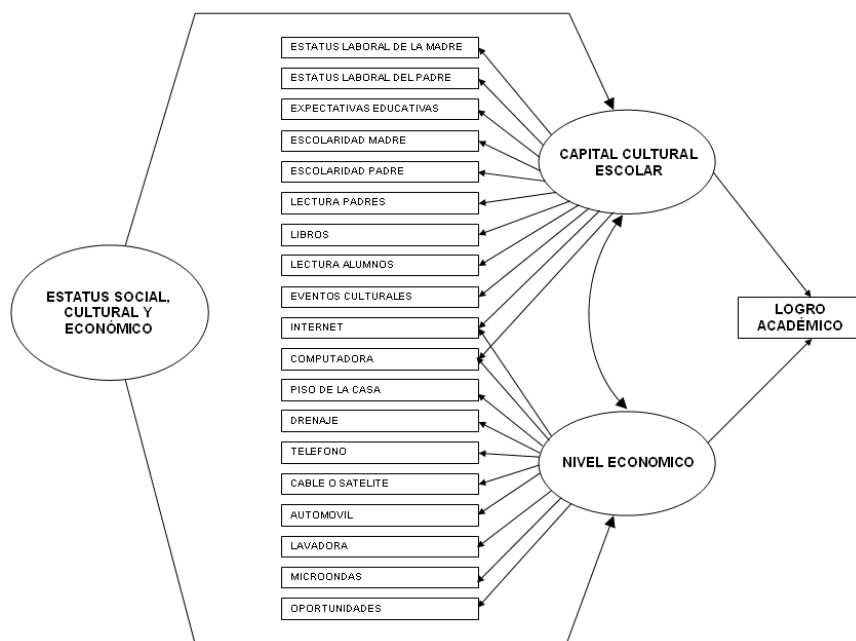 ESTATUS LABORAL DE LA MADRE
ESTATUS LABORAL DEL PADRE
EXPECTATIVAS EDUCATIVAS
ESCOLARIDAD MADRE
ESCOLARIDAD PADRE
LECTURA PADRES
LIBROS
LECTURA ALUMNOS
EVENTOS CULTURALES
INTERNET
COMPUTADORA
PISO DE LA CASA
DRENAJE
TELEFONO
CABLE O SATELITE
AUTOMOVIL
LAVADORA
MICROONDAS
OPORTUNIDADES
ESTATUS SOCIAL,
CULTURAL Y
ECONÓMICO
CAPITAL CULTURAL
ESCOLAR
NIVEL ECONOMICO
LOGRO
ACADÉMICO